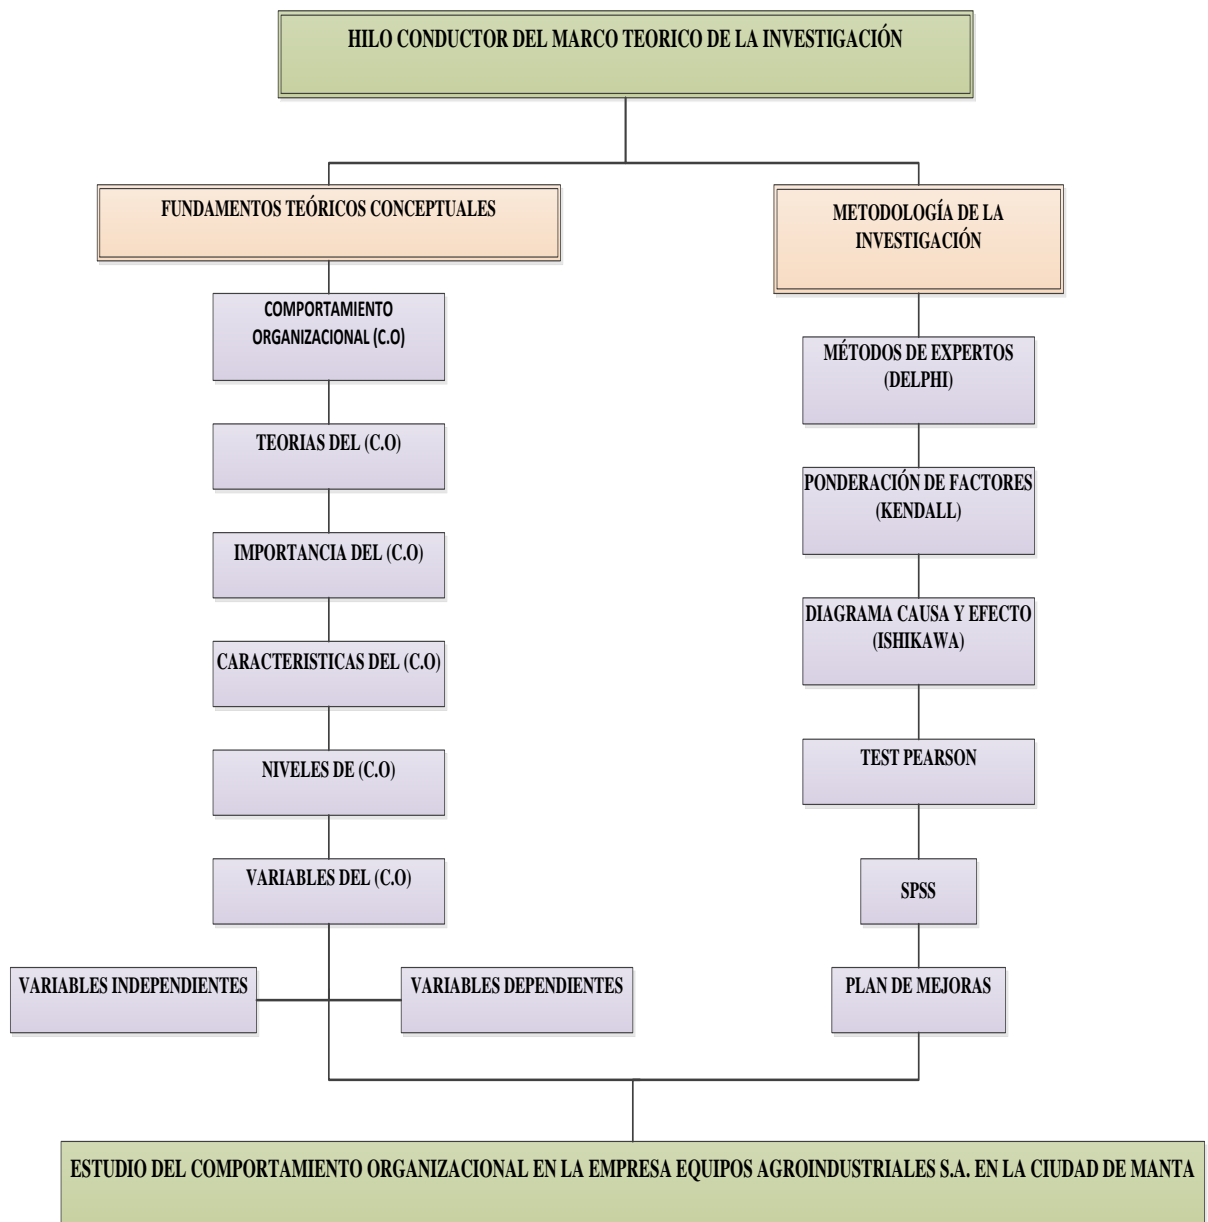 HILO CONDUCTOR DEL MARCO TEORICO DE LA INVESTIGACIÓN
FUNDAMENTOS TEÓRICOS CONCEPTUALES
COMPORTAMIENTO
ORGANIZACIONAL (C.O)
TEORIAS DEL (C.O)
IMPORTANCIA DEL (C.O)
CARACTERISTICAS DEL (C.O)
NIVELES DE (C.O)
VARIABLES DEL (C.O)
VARIABLES INDEPENDIENTES
VARIABLES DEPENDIENTES
METODOLOGÍA DE LA
INVESTIGACIÓN
MÉTODOS DE EXPERTOS
(DELPHI)
PONDERACIÓN DE FACTORES
(KENDALL)
DIAGRAMA CAUSA Y EFECTO
(ISHIKAWA)
TEST PEARSON
SPSS
PLAN DE MEJORAS
ESTUDIO DEL COMPORTAMIENTO ORGANIZACIONAL EN LA EMPRESA EQUIPOS AGROINDUSTRIALES S.A. EN LA CIUDAD DE MANTA